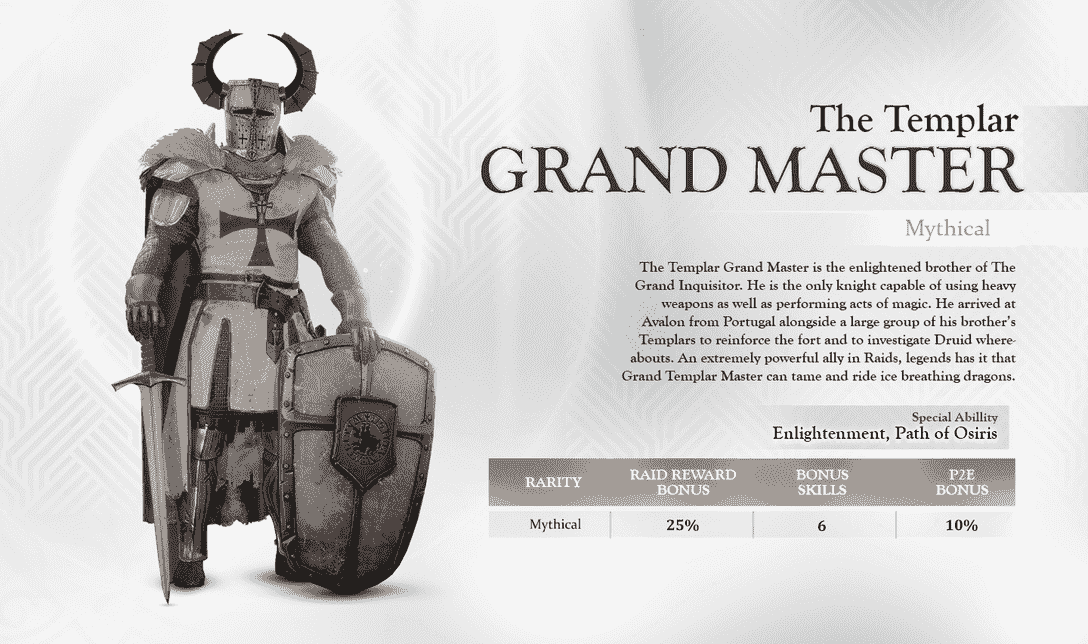 The Templar
GRAND MASTER
Mythical
The Templar Grand Master is the enlightened brother of The
Grand Inquisitor. He is the only knight capable of using heavy
weapons as well as performing acts of magic. He arrived at
Avalon from Portugal alongside a large group of his brother's
Templars to reinforce the fort and to investigate Druid where-
abouts. An extremely powerful ally in Raids, legends has it that
Grand Templar Master can tame and ride ice breathing dragons.
Special Abillity
Enlightenment, Path of Osiris
RARITY RAID REWARD BONUS BONUS SKILLS P2E BONUS
Mythical 25% 6 10%